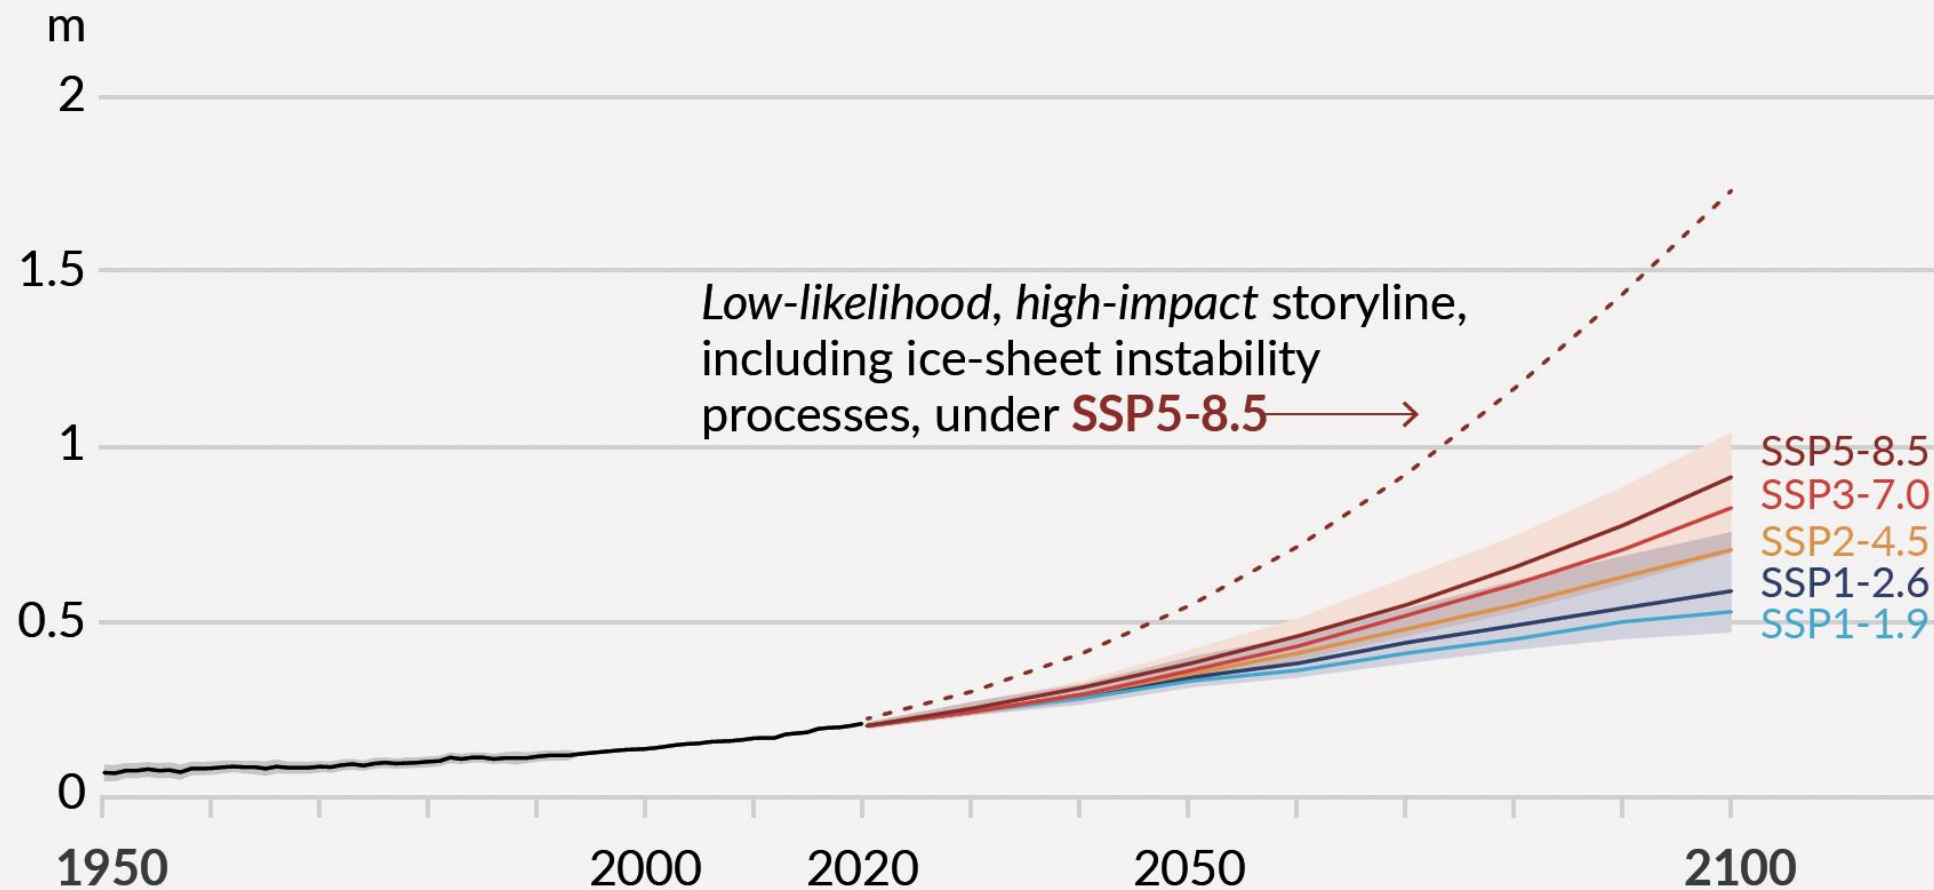 m
2
1.5
Low-likelihood, high-impact storyline,
including ice-sheet instability
processes, under SSP5-8.5
1
SSP5-8.5
SSP3-7.0
SSP2-4.5
SSP1-2.6
0.5
SSP1-1.9
0
1950 2000 2020 2050 2100